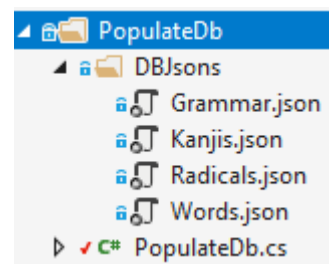 PopulateDb
DBJsons
Grammar.json
Kanjis.json
Radicals.json
Words.json
C# PopulateDb.cs